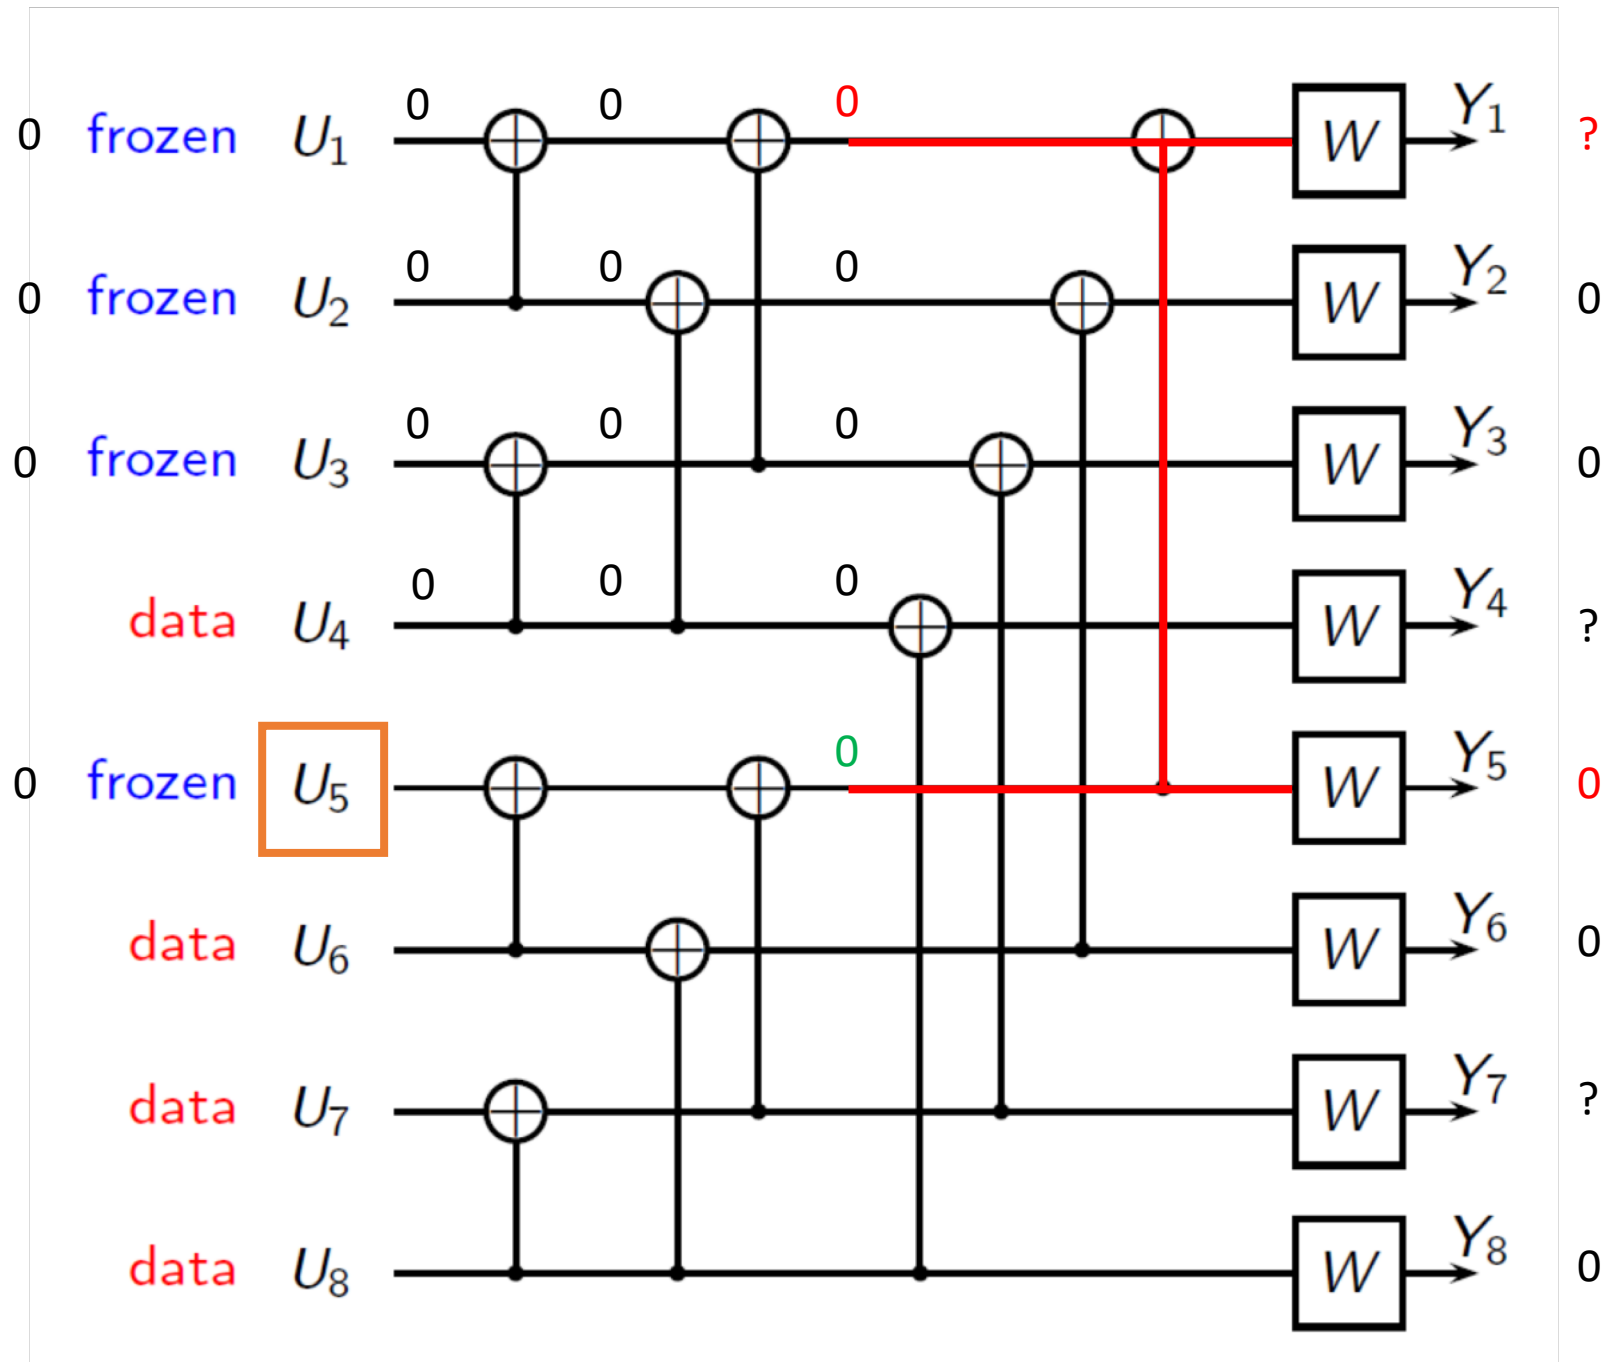 0 0 0
0 frozen U₁ W Y₁ ?
0 0 0
0 frozen U₂ W Y₂ 0
0 0 0
0 frozen U₃ W Y₃ 0
0 0 0
data U₄ W Y₄ ?
0
0 frozen U₅ W Y₅ 0
data U₆ W Y₆ 0
data U₇ W Y₇ ?
data U₈ W Y₈ 0